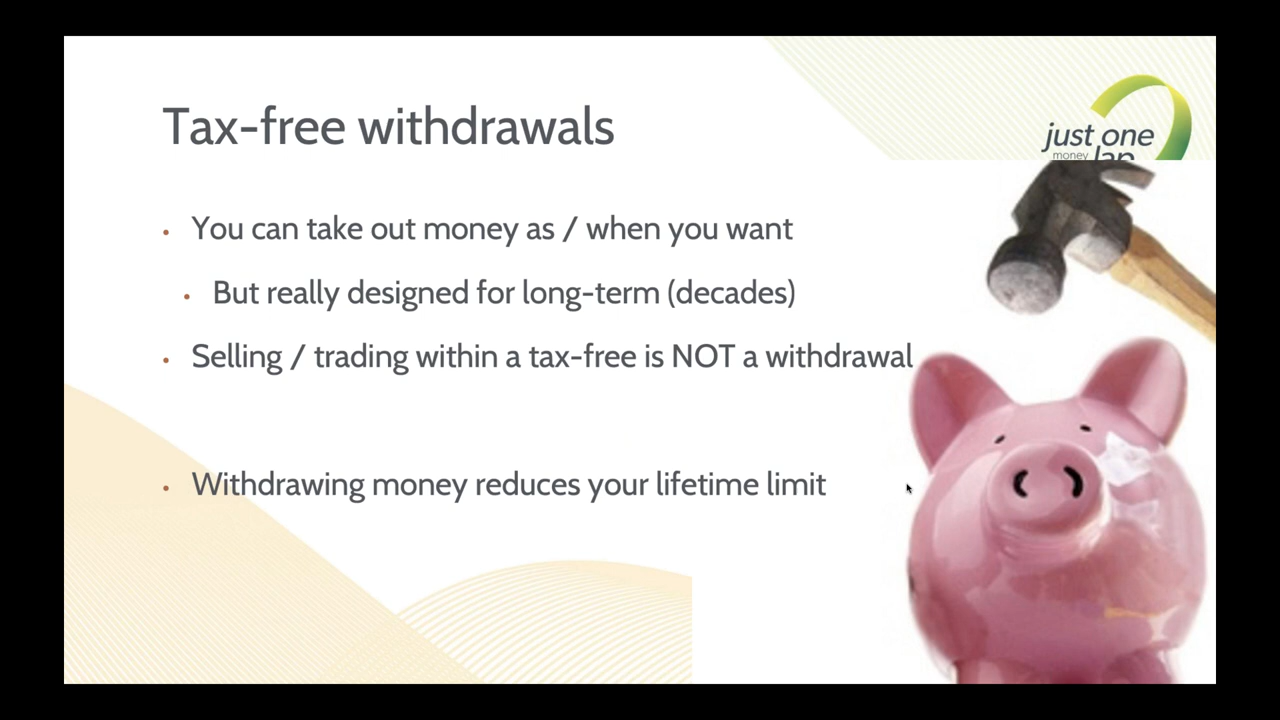 Tax-free withdrawals
just one
money lap
You can take out money as / when you want
But really designed for long-term (decades)
Selling / trading within a tax-free is NOT a withdrawal
Withdrawing money reduces your lifetime limit